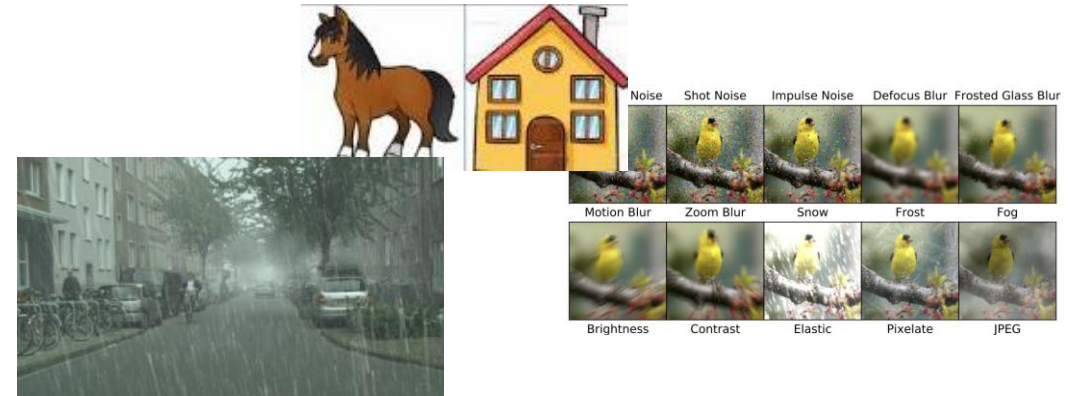 Noise Shot Noise Impulse Noise Defocus Blur Frosted Glass Blur
Motion Blur Zoom Blur Snow Frost Fog
Brightness Contrast Elastic Pixelate JPEG